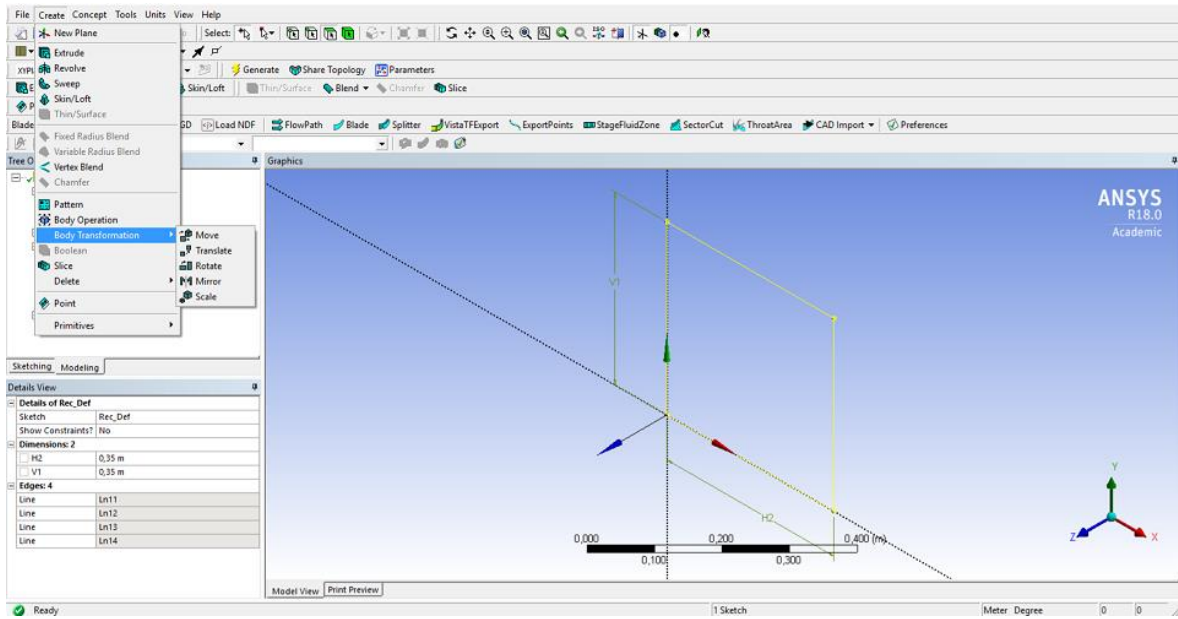 File Create Concept Tools Units View Help
New Plane
Select:
Extrude
Revolve
Generate Share Topology Parameters
Sweep
Skin/Loft
Skin/Loft Thin/Surface Blend Chamfer Slice
Thin/Surface
Blade GD Load NDF FlowPath Blade Splitter VistaTFExport ExportPoints StageFluidZone SectorCut ThroatArea CAD Import Preferences
Fixed Radius Blend
Variable Radius Blend
Tree O Graphics
Vertex Blend
Chamfer
Pattern
Body Operation
Body Transformation
Move
Boolean
Translate
Slice
Rotate
Delete
Mirror
Scale
Point
Primitives
ANSYS
R18.0
Academic
V1
H2
0,000 0,200 0,400 (m)
0,100 0,300
Y
Z X
Sketching Modeling
Details View
Details of Rec_Def
Sketch Rec_Def
Show Constraints? No
Dimensions: 2
H2 0,35 m
V1 0,35 m
Edges: 4
Line Ln11
Line Ln12
Line Ln13
Line Ln14
Model View Print Preview
Ready 1 Sketch Meter Degree 0 0